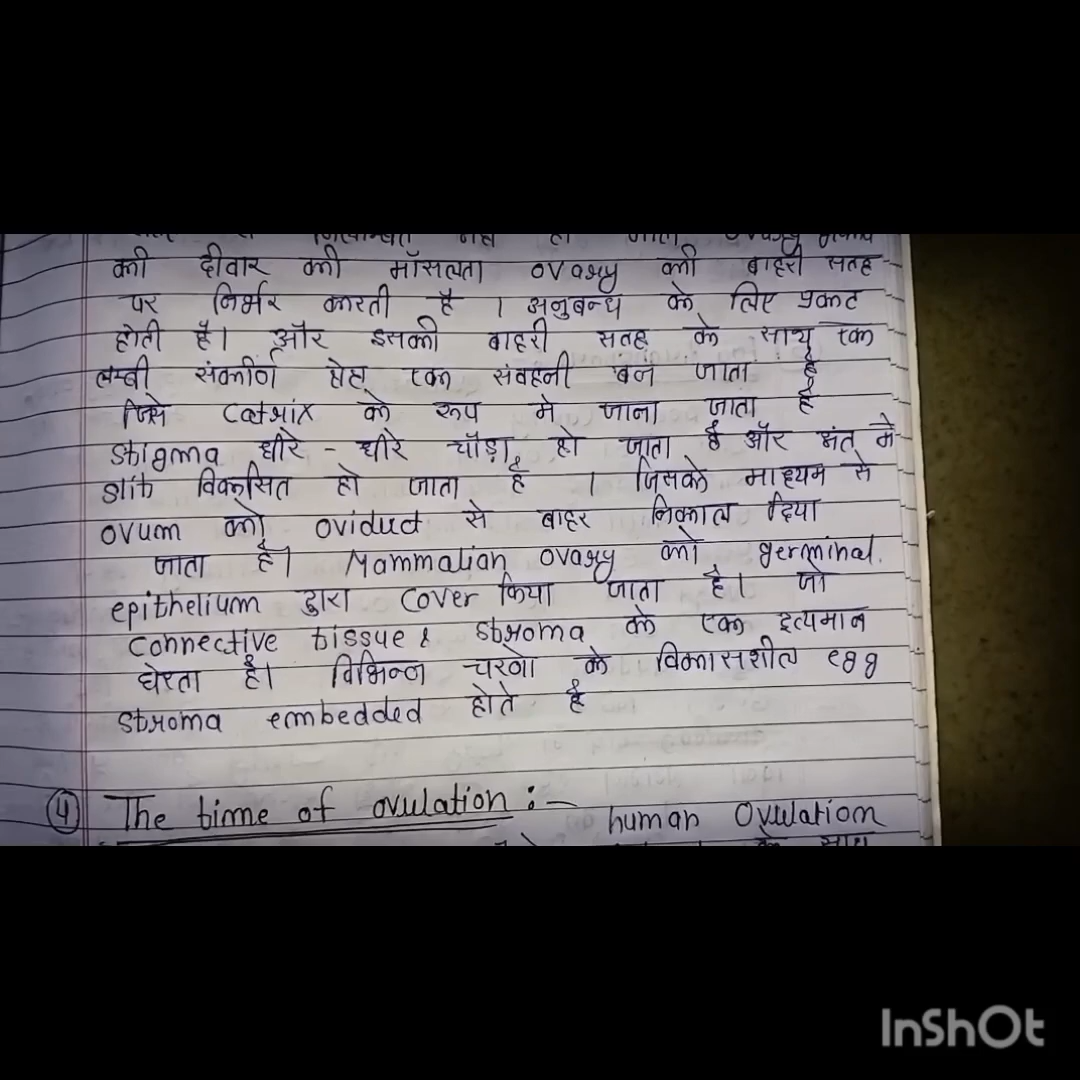 की दीवार की माँसलता ovary की बाहरी सतह
पर निर्भर करती है । अनुबन्ध के लिए प्रकट
होती है। और इसकी बाहरी सतह के साथ एक
लम्बी संकीर्ण क्षेत्र एक संवहनी बन जाता है
जिसे catrix के रूप मे जाना जाता है
stigma धीरे - धीरे चौड़ा हो जाता है और अंत मे
slit विकसित हो जाता है । जिसके माध्यम से
ovum को oviduct से बाहर निकाल दिया
जाता है। Mammalian ovary को germinal
epithelium द्वारा cover किया जाता है। जो
connective tissue & stroma के एक द्रव्यमान
घेरता है। विभिन्न चरणो के विकासशील egg
stroma embedded होते है
④ The time of ovulation :- human Ovulation
के साथ
InShOt